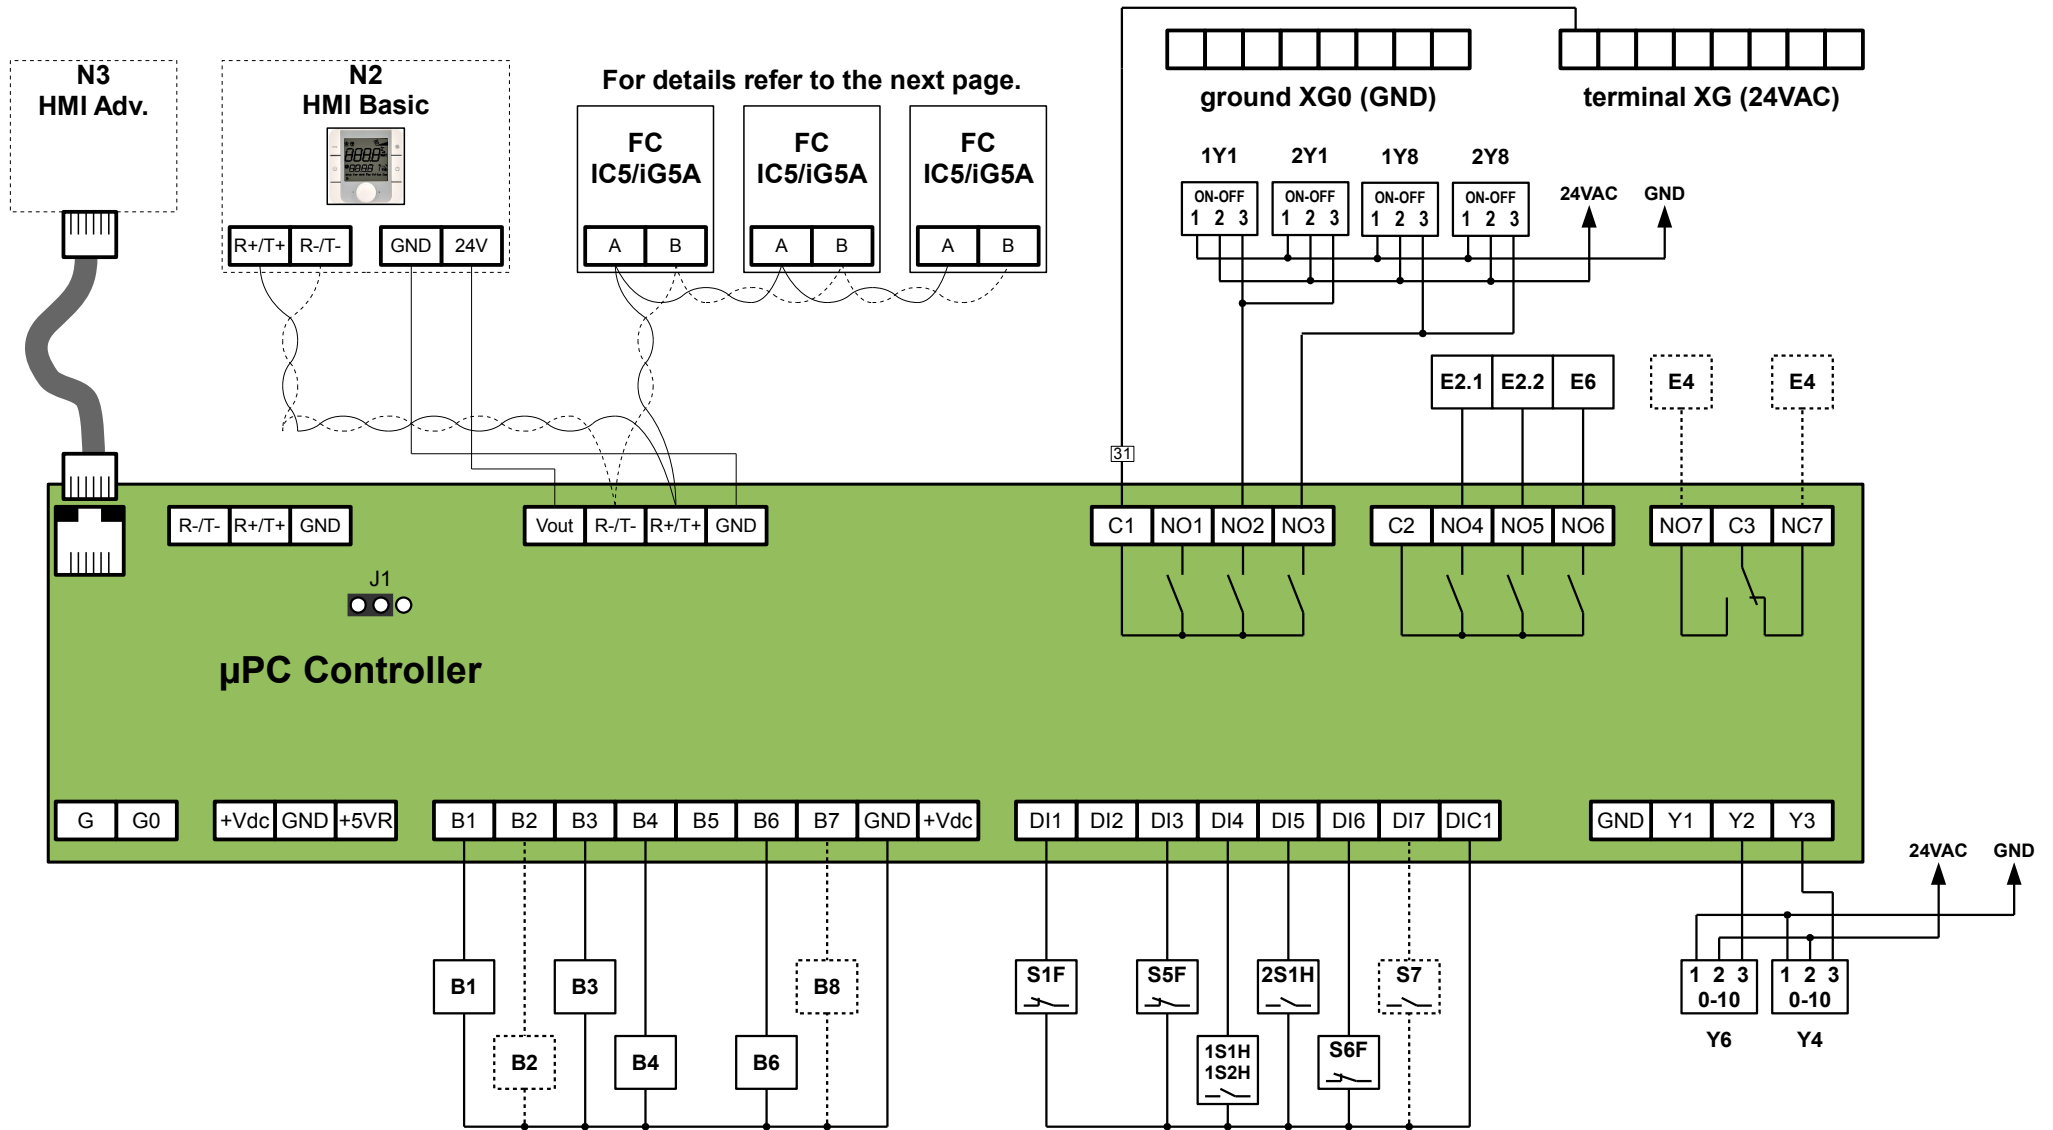 N3
HMI Adv.
N2
HMI Basic
R+/T+ R-/T- GND 24V
For details refer to the next page.
FC
IC5/iG5A
A B
FC
IC5/iG5A
A B
FC
IC5/iG5A
A B
ground XG0 (GND)
terminal XG (24VAC)
1Y1 2Y1 1Y8 2Y8
ON-OFF ON-OFF ON-OFF ON-OFF
1 2 3 1 2 3 1 2 3 1 2 3
24VAC GND
E2.1 E2.2 E6 E4 E4
31
R-/T- R+/T+ GND
Vout R-/T- R+/T+ GND
C1 NO1 NO2 NO3
C2 NO4 NO5 NO6
NO7 C3 NC7
J1
µPC Controller
G G0
+Vdc GND +5VR
B1 B2 B3 B4 B5 B6 B7 GND +Vdc
DI1 DI2 DI3 DI4 DI5 DI6 DI7 DIC1
GND Y1 Y2 Y3
24VAC GND
B1 B3 B8
B2 B4 B6
S1F S5F 2S1H S7
1S1H
1S2H
S6F
1 2 3 1 2 3
0-10 0-10
Y6 Y4